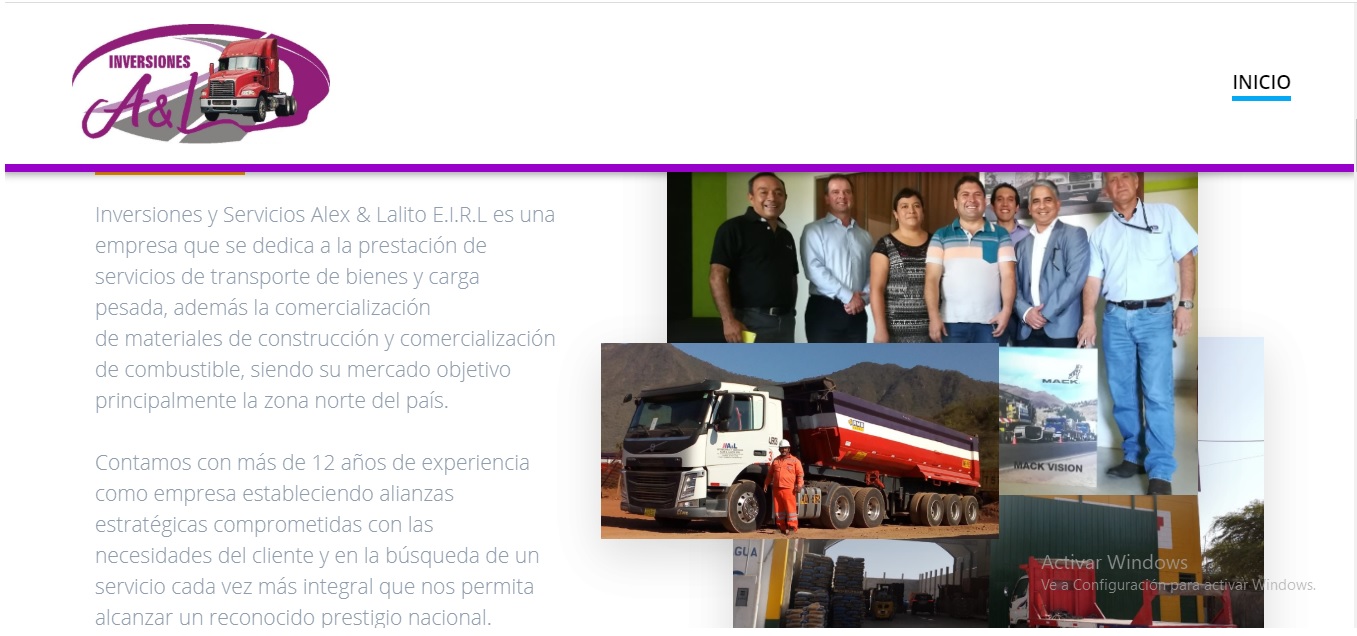 INVERSIONES
A&L
INICIO
Inversiones y Servicios Alex & Lalito E.I.R.L es una
empresa que se dedica a la prestación de
servicios de transporte de bienes y carga
pesada, además la comercialización
de materiales de construcción y comercialización
de combustible, siendo su mercado objetivo
principalmente la zona norte del país.
Contamos con más de 12 años de experiencia
como empresa estableciendo alianzas
estratégicas comprometidas con las
necesidades del cliente y en la búsqueda de un
servicio cada vez más integral que nos permita
alcanzar un reconocido prestigio nacional.
MACK
MACK VISION
A&L
GUA
Activar Windows
Ve a Configuración para activar Windows.